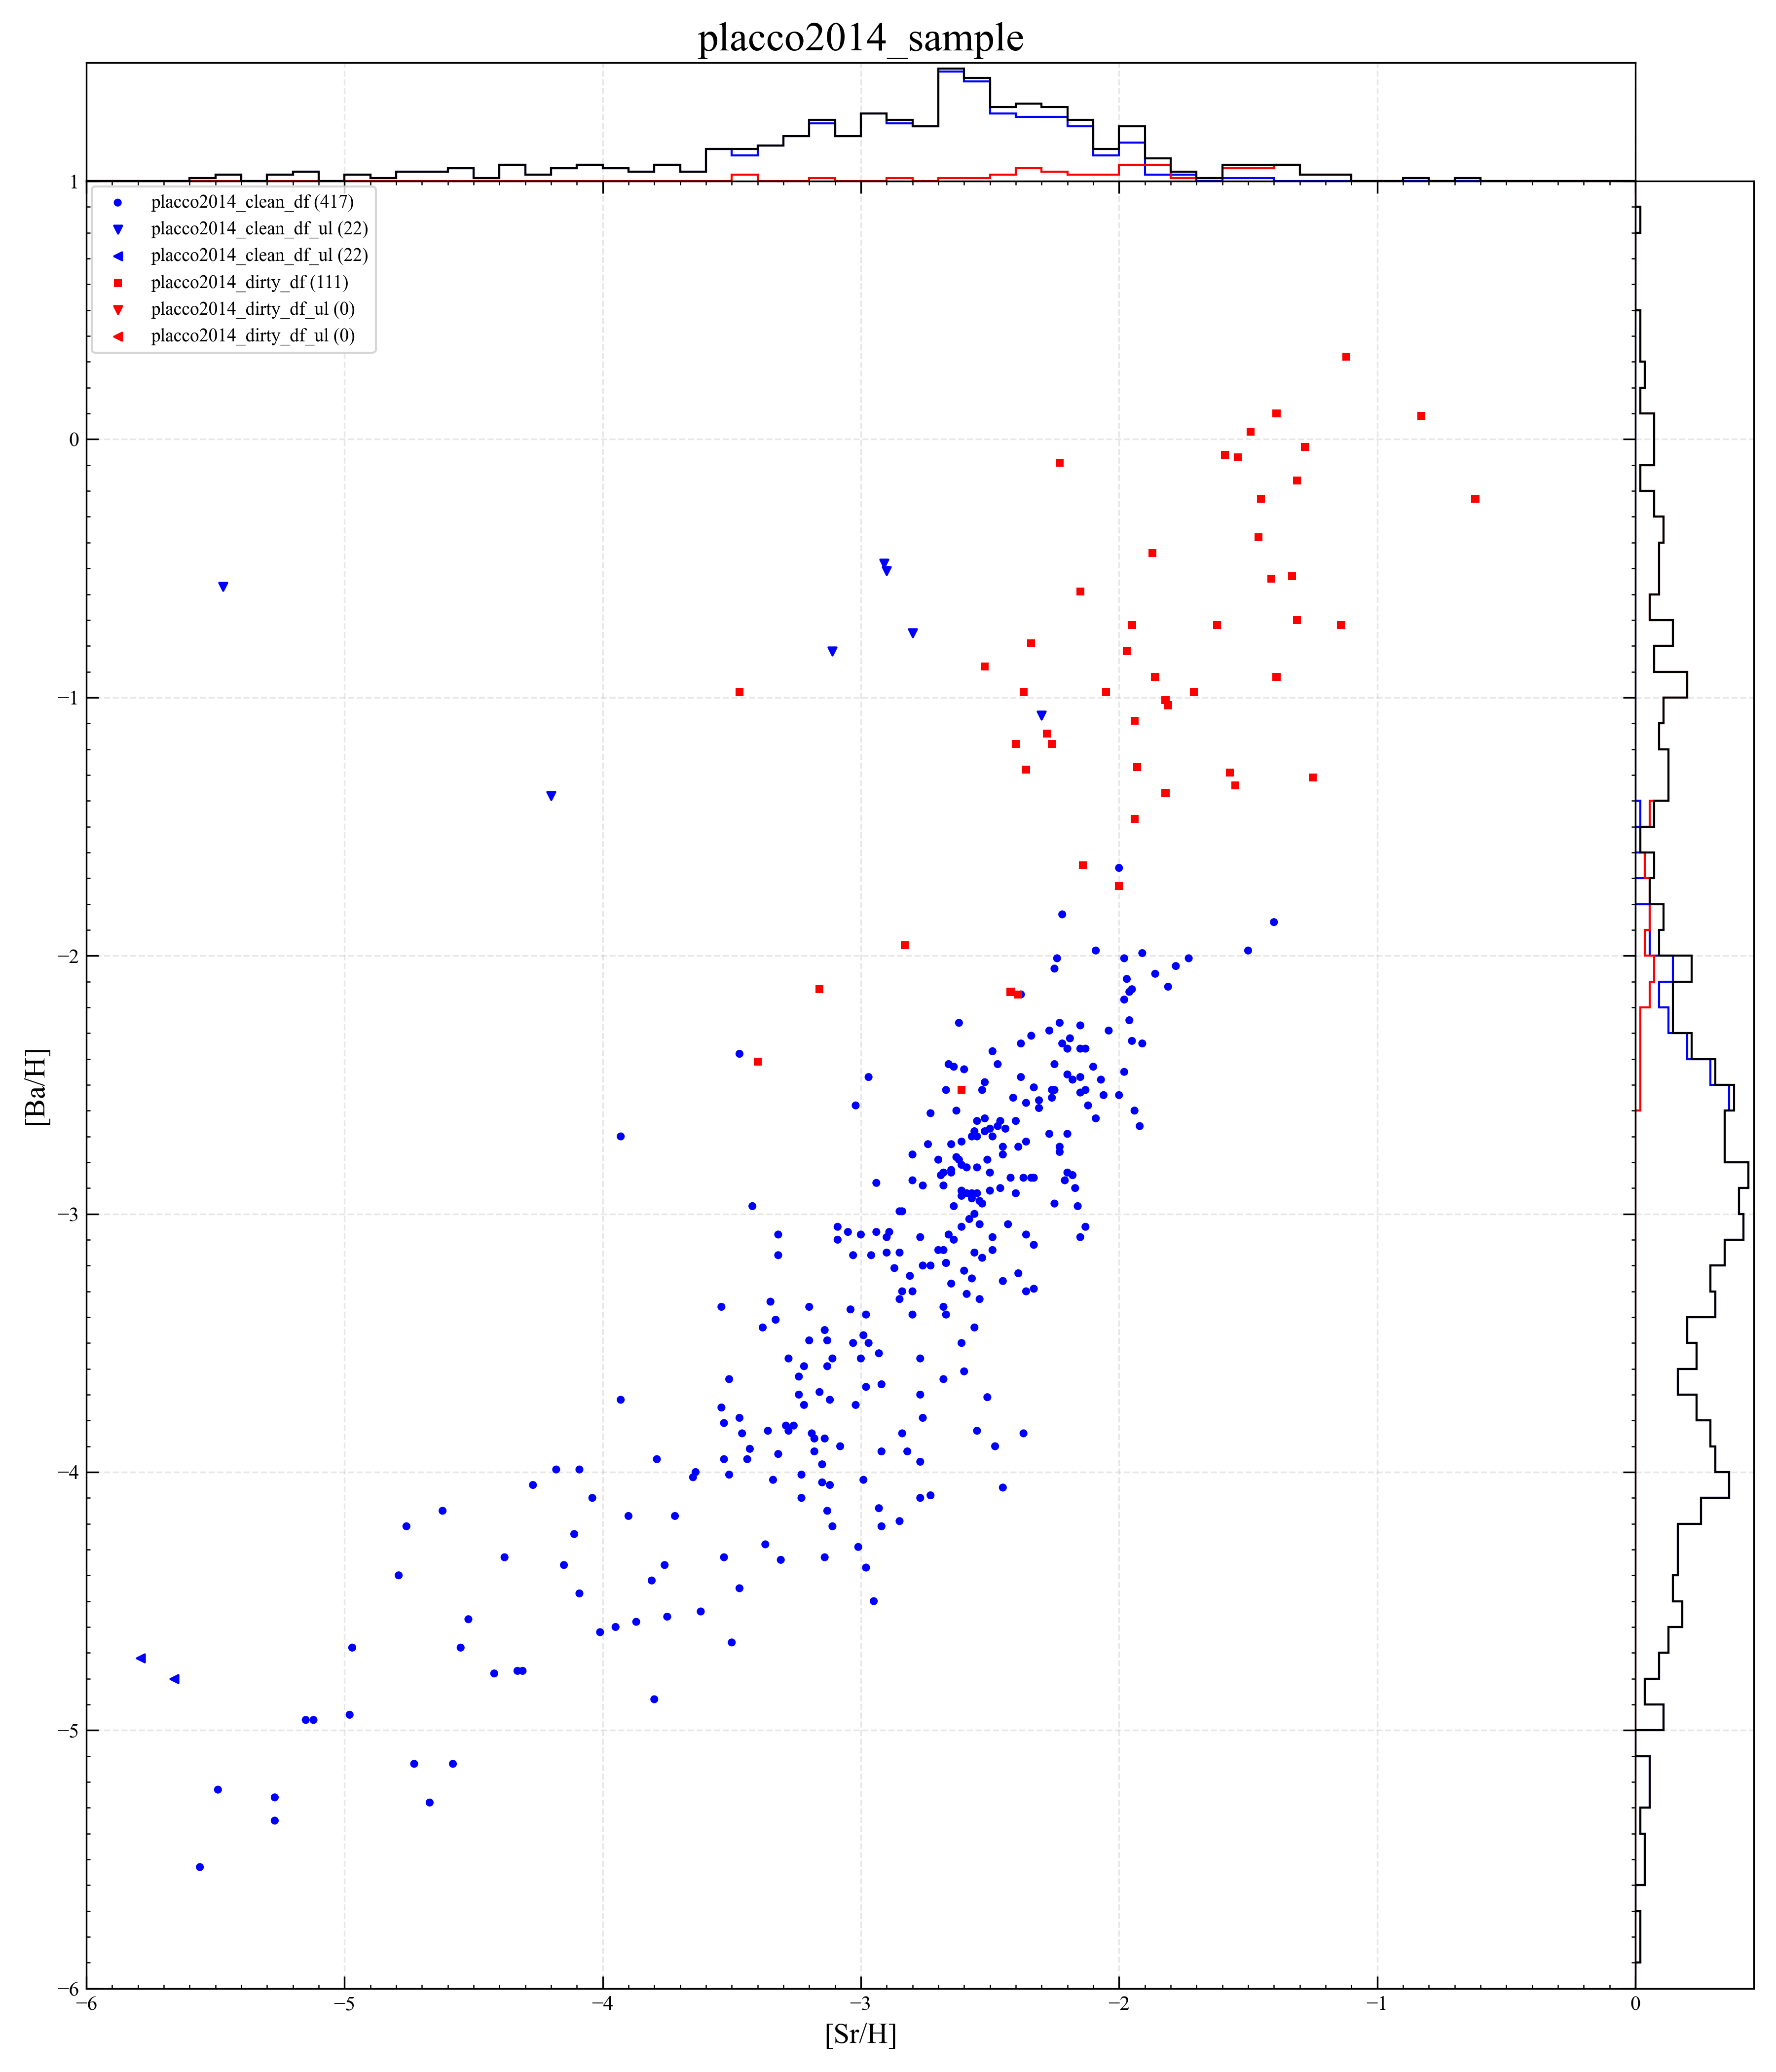 placco2014_sample
placco2014_clean_df (417)
placco2014_clean_df_ul (22)
placco2014_clean_df_ul (22)
placco2014_dirty_df (111)
placco2014_dirty_df_ul (0)
placco2014_dirty_df_ul (0)
1
0
−1
−2
−3
−4
−5
−6
[Ba/H]
−6 −5 −4 −3 −2 −1 0
[Sr/H]